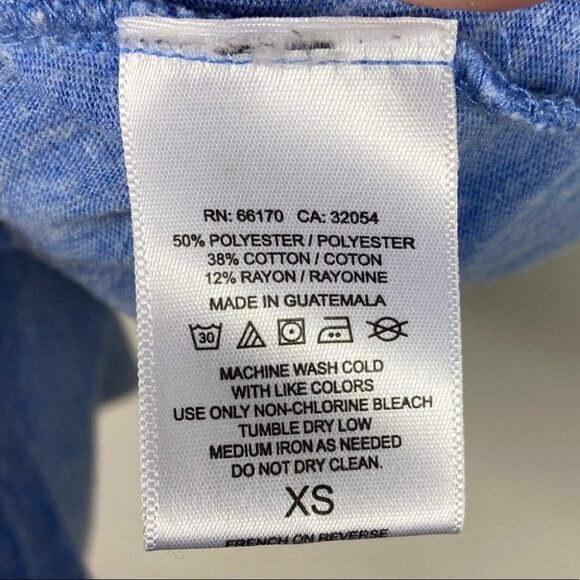 RN: 66170 CA: 32054
50% POLYESTER / POLYESTER
38% COTTON / COTON
12% RAYON / RAYONNE
MADE IN GUATEMALA
30
MACHINE WASH COLD
WITH LIKE COLORS
USE ONLY NON-CHLORINE BLEACH
TUMBLE DRY LOW
MEDIUM IRON AS NEEDED
DO NOT DRY CLEAN.
XS
FRENCH ON REVERSE